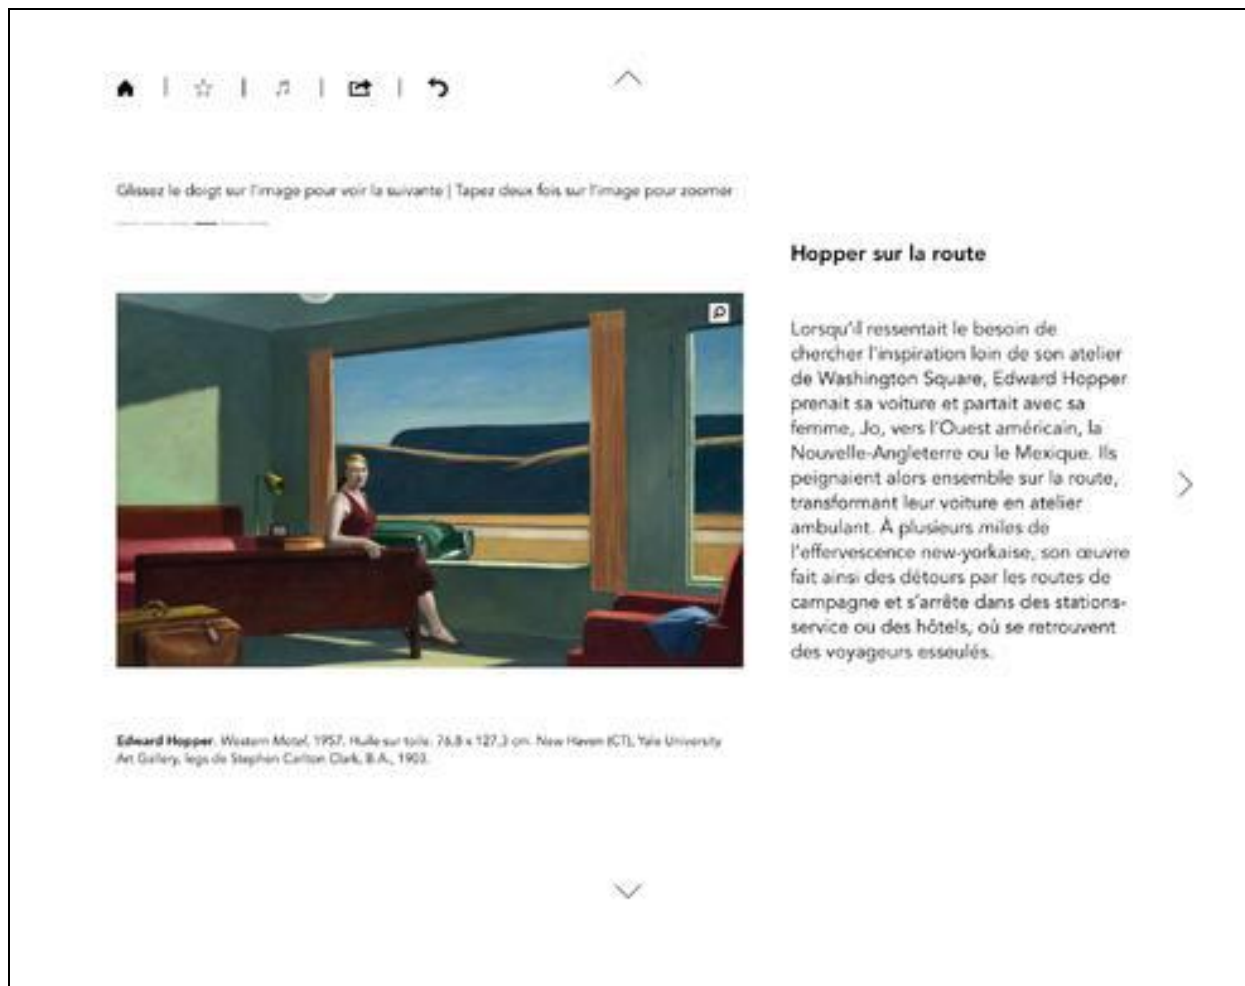 Glissez le doigt sur l'image pour voir la suivante | Tapez deux fois sur l'image pour zoomer
Hopper sur la route
Lorsqu'il ressentait le besoin de
chercher l'inspiration loin de son atelier
de Washington Square, Edward Hopper
prenait sa voiture et partait avec sa
femme, Jo, vers l'Ouest américain, la
Nouvelle-Angleterre ou le Mexique. Ils
peignaient alors ensemble sur la route,
transformant leur voiture en atelier
ambulant. À plusieurs miles de
l'effervescence new-yorkaise, son œuvre
fait ainsi des détours par les routes de
campagne et s'arrête dans des stations-
service ou des hôtels, où se retrouvent
des voyageurs esseulés.
Edward Hopper. Western Motel, 1957. Huile sur toile. 76,8 x 127,3 cm. New Haven (CT), Yale University
Art Gallery, legs de Stephen Carlton Clark, B.A., 1903.